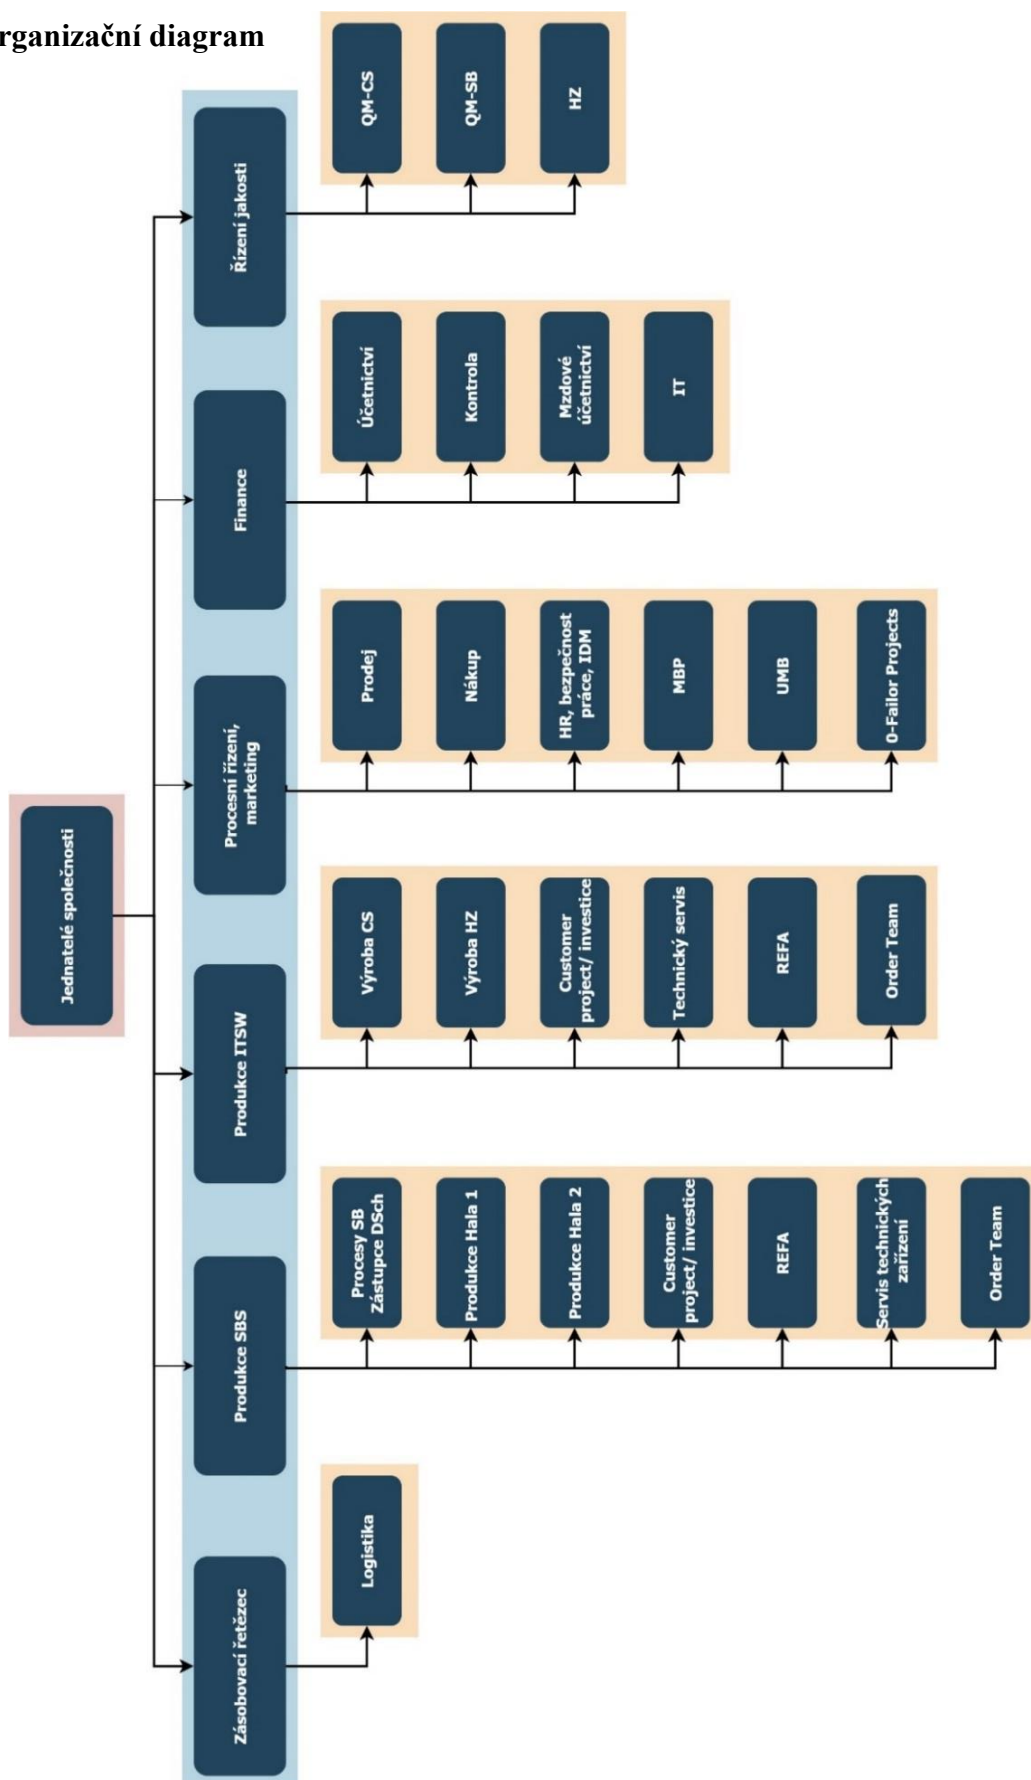 rganizační diagram
Jednatelé společnosti
Zásobovací řetězec
Produkce SBS
Produkce ITSW
Procesní řízení,
marketing
Finance
Řízení jakosti
Logistika
Procesy SB
Zástupce DSch
Produkce Hala 1
Produkce Hala 2
Customer
project/ investice
REFA
Servis technických
zařízení
Order Team
Výroba CS
Výroba HZ
Customer
project/ investice
Technický servis
REFA
Order Team
Prodej
Nákup
HR, bezpečnost
práce, IDM
MBP
UMB
0-Failor Projects
Účetnictví
Kontrola
Mzdové
účetnictví
IT
QM-CS
QM-SB
HZ